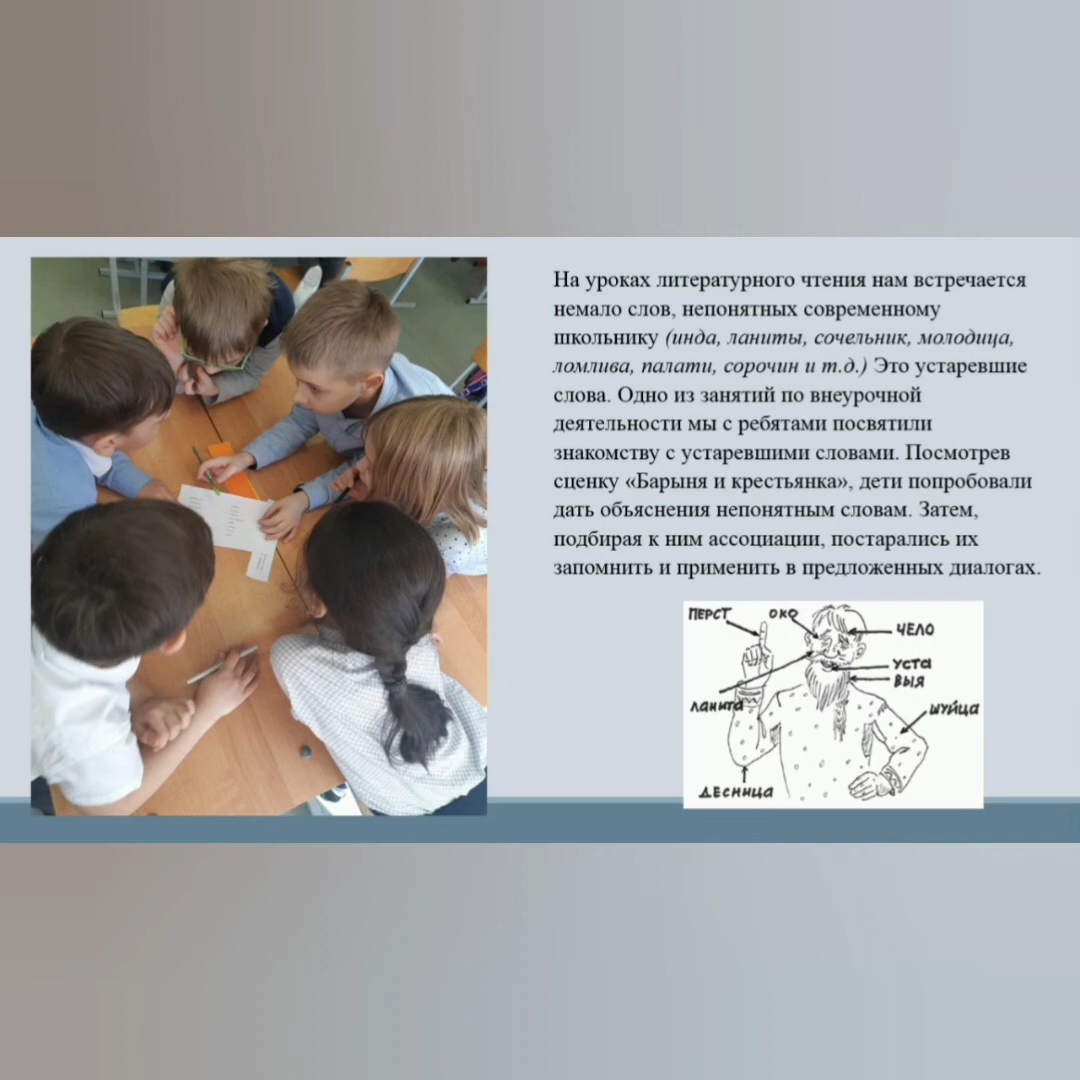 На уроках литературного чтения нам встречается
немало слов, непонятных современному
школьнику (инда, ланиты, сочельник, молодица,
ломлива, палати, сорочин и т.д.) Это устаревшие
слова. Одно из занятий по внеурочной
деятельности мы с ребятами посвятили
знакомству с устаревшими словами. Посмотрев
сценку «Барыня и крестьянка», дети попробовали
дать объяснения непонятным словам. Затем,
подбирая к ним ассоциации, постарались их
запомнить и применить в предложенных диалогах.
ПЕРСТ
ОКО
ЧЕЛО
УСТА
ВЫЯ
ЛАНИТА
ШУЙЦА
ДЕСНИЦА